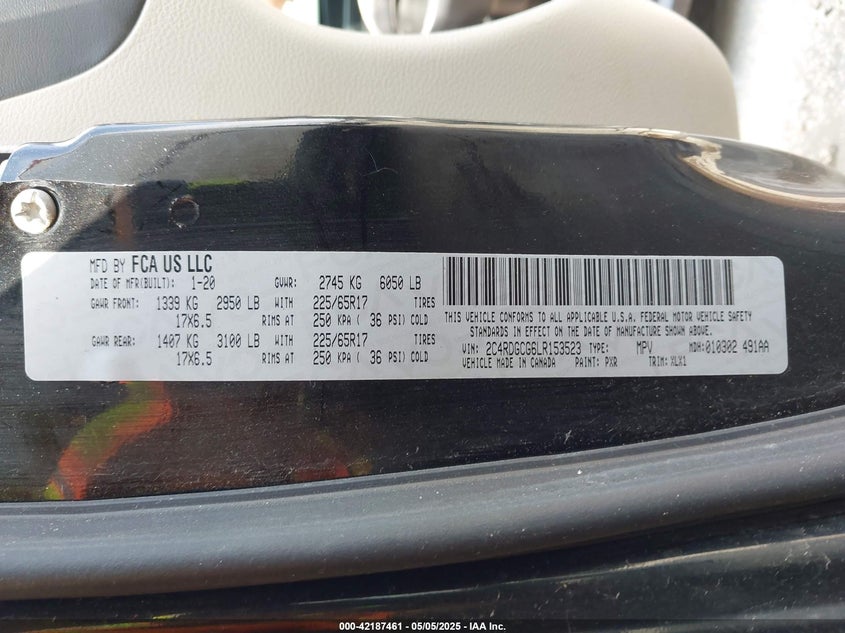 MFD BY FCA US LLC
DATE OF MFR(BUILT): 1-20 GVWR: 2745 KG 6050 LB
GAWR FRONT: 1339 KG 2950 LB WITH 225/65R17 TIRES
17X6.5 RIMS AT 250 KPA ( 36 PSI) COLD
GAWR REAR: 1407 KG 3100 LB WITH 225/65R17 TIRES
17X6.5 RIMS AT 250 KPA ( 36 PSI) COLD
THIS VEHICLE CONFORMS TO ALL APPLICABLE U.S.A. FEDERAL MOTOR VEHICLE SAFETY
STANDARDS IN EFFECT ON THE DATE OF MANUFACTURE SHOWN ABOVE.
VIN: 2C4RDGCG6LR153523 TYPE: MPV MDH:010302 491AA
VEHICLE MADE IN CANADA PAINT: PXR TRIM: XLX1
000-42187461 - 05/05/2025 - IAA Inc.